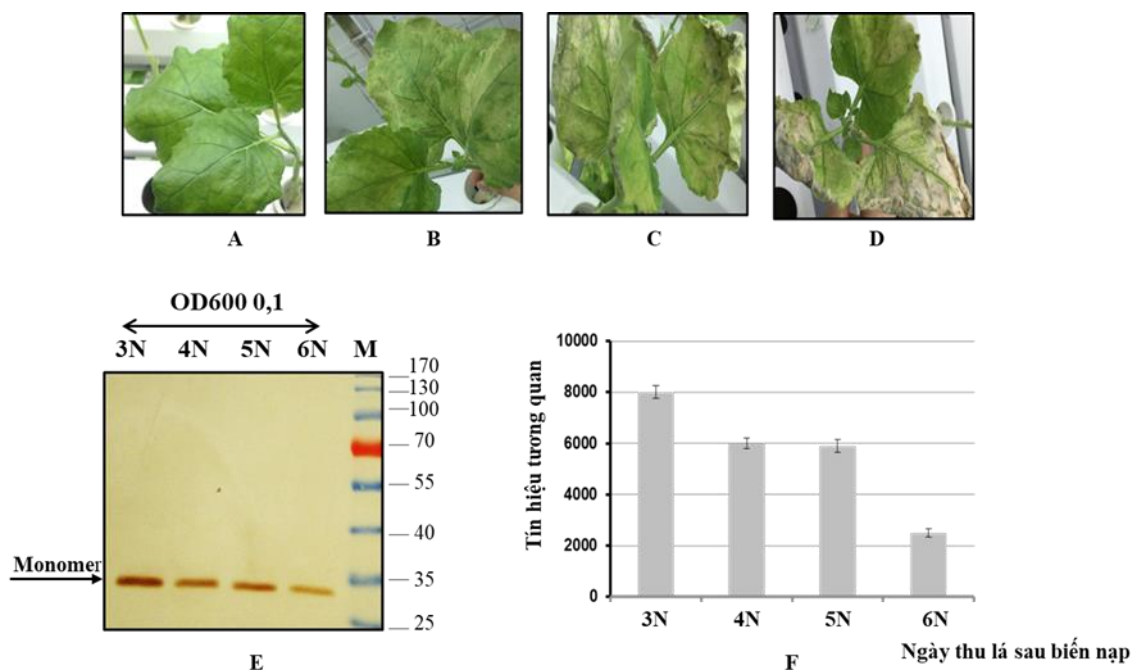 A
B
C
D
OD600 0,1
3N 4N 5N 6N M
170
130
100
70
55
40
35
25
Monomer
E
Tín hiệu tương quan
10000
8000
6000
4000
2000
0
3N 4N 5N 6N
Ngày thu lá sau biến nạp
F